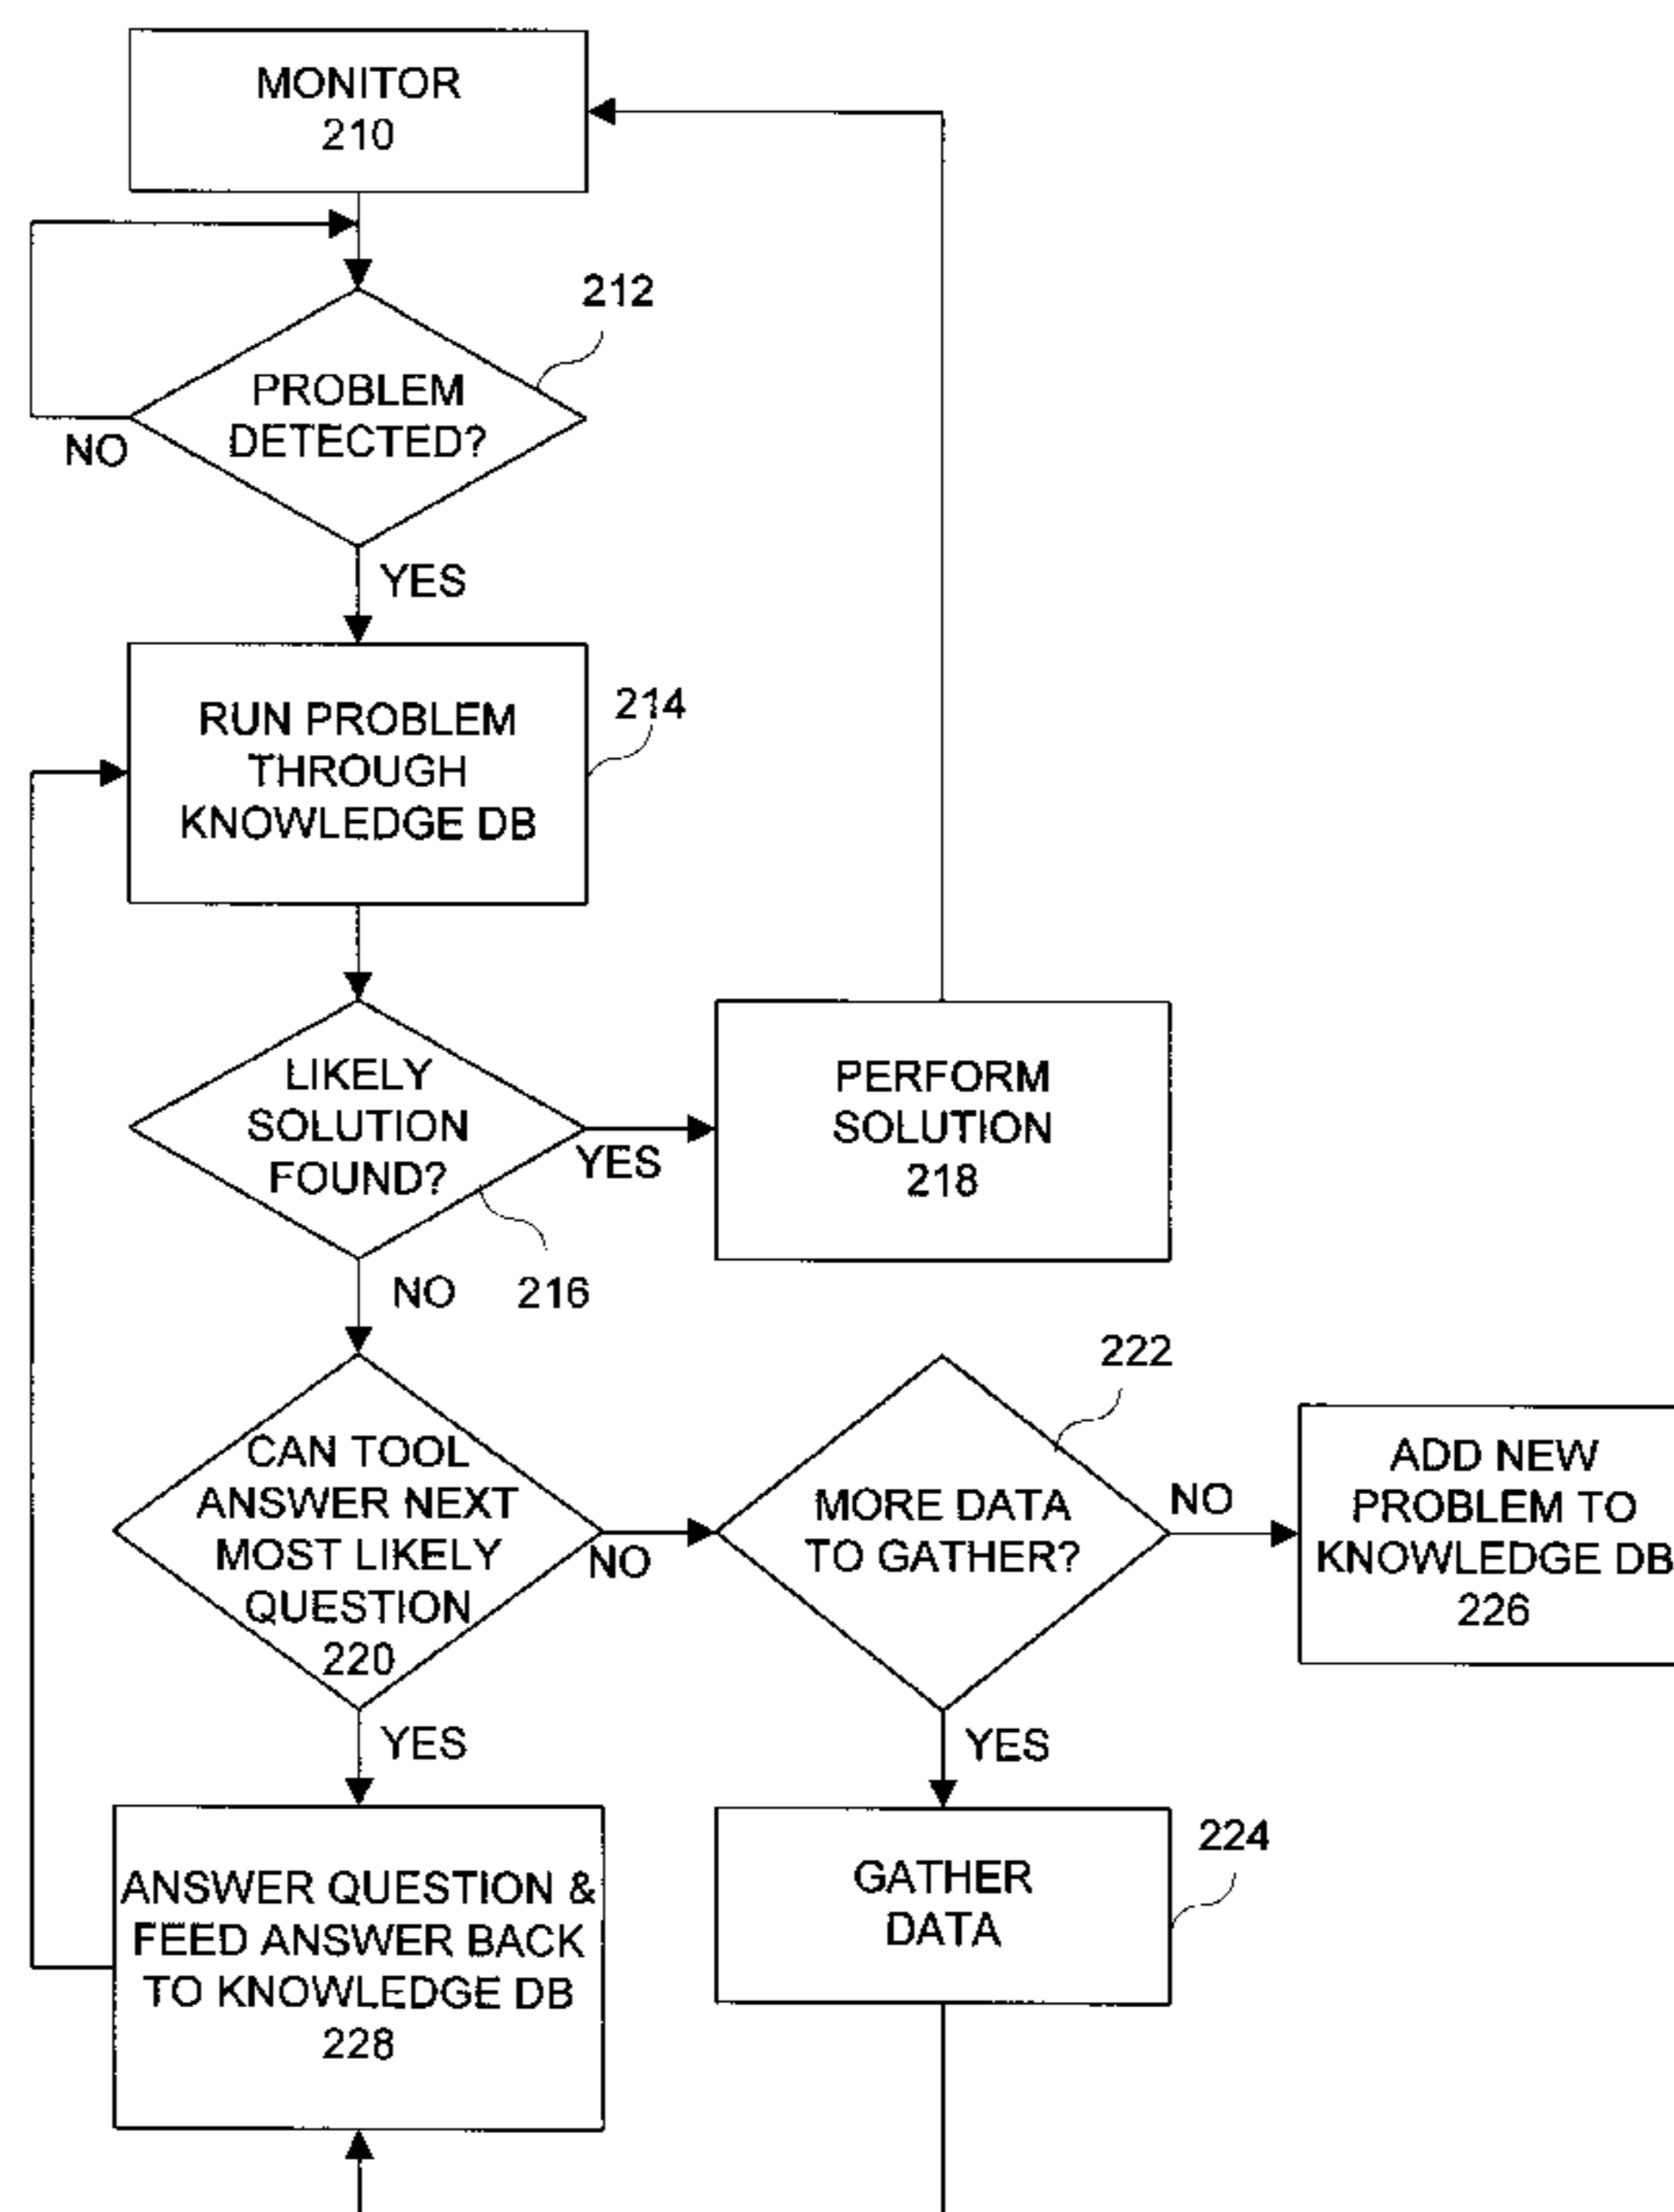 MONITOR
210
212
PROBLEM
DETECTED?
NO
YES
RUN PROBLEM
THROUGH
KNOWLEDGE DB
214
LIKELY
SOLUTION
FOUND?
YES
PERFORM
SOLUTION
218
NO
216
CAN TOOL
ANSWER NEXT
MOST LIKELY
QUESTION
220
NO
222
MORE DATA
TO GATHER?
NO
ADD NEW
PROBLEM TO
KNOWLEDGE DB
226
YES
YES
ANSWER QUESTION &
FEED ANSWER BACK
TO KNOWLEDGE DB
228
GATHER
DATA
224